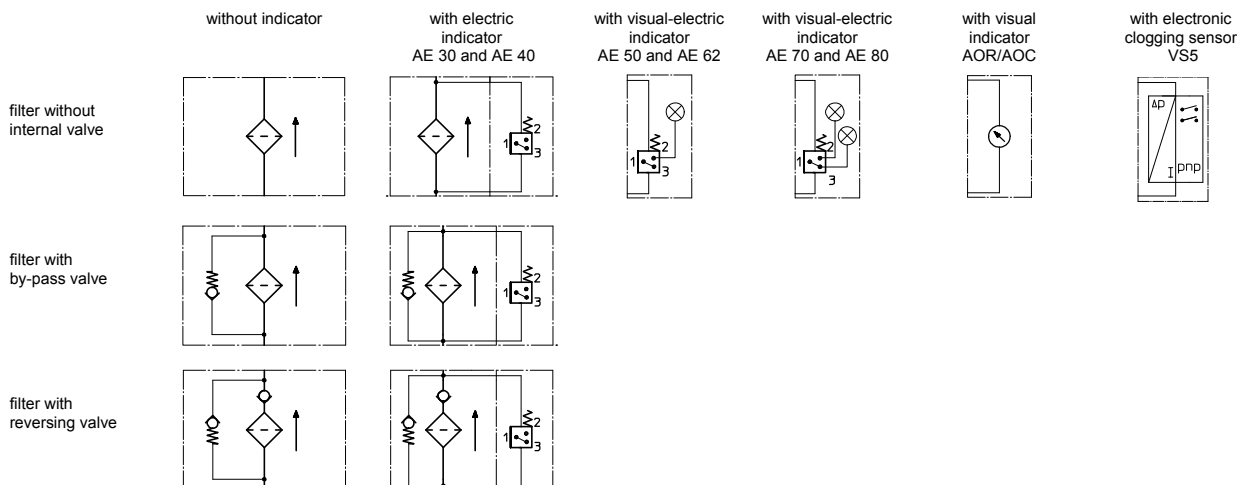 without indicator
with electric
indicator
AE 30 and AE 40
with visual-electric
indicator
AE 50 and AE 62
with visual-electric
indicator
AE 70 and AE 80
with visual
indicator
AOR/AOC
with electronic
clogging sensor
VS5
filter without
internal valve
1 2 3
1 2 3
1 2 3
Δp
I pnp
filter with
by-pass valve
1 2 3
filter with
reversing valve
1 2 3